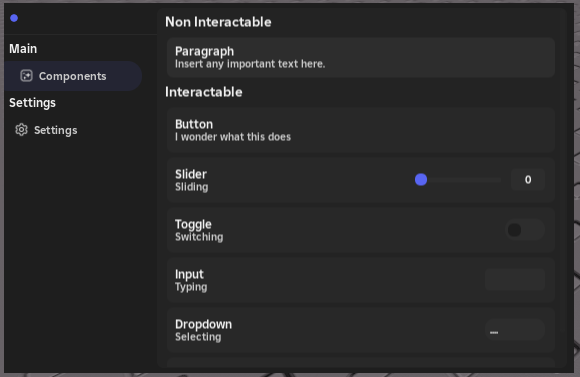 Main
Components
Settings
Settings
Non Interactable
Paragraph
Insert any important text here.
Interactable
Button
I wonder what this does
Slider
Sliding
0
Toggle
Switching
Input
Typing
Dropdown
Selecting
--